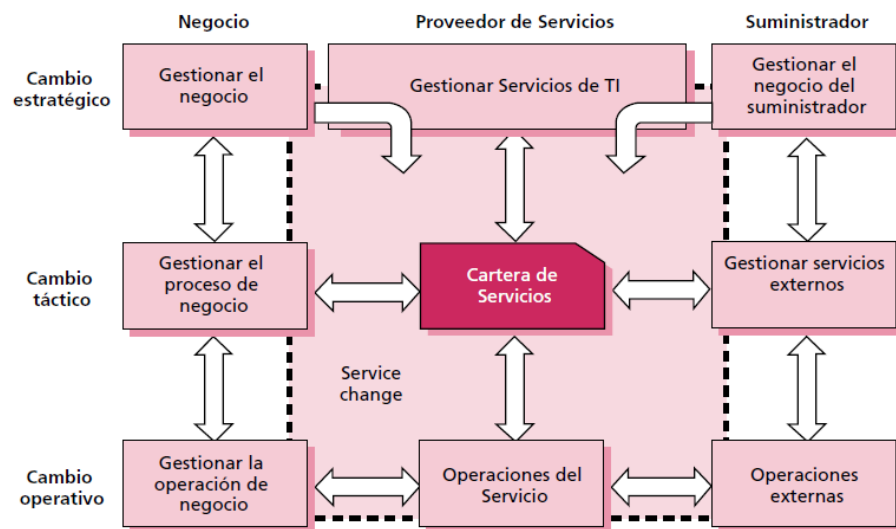 Negocio
Proveedor de Servicios
Suministrador
Cambio
estratégico
Gestionar el
negocio
Gestionar Servicios de TI
Gestionar el
negocio del
suministrador
Cambio
táctico
Gestionar el
proceso de
negocio
Cartera de
Servicios
Gestionar servicios
externos
Service
change
Cambio
operativo
Gestionar la
operación de
negocio
Operaciones del
Servicio
Operaciones
externas